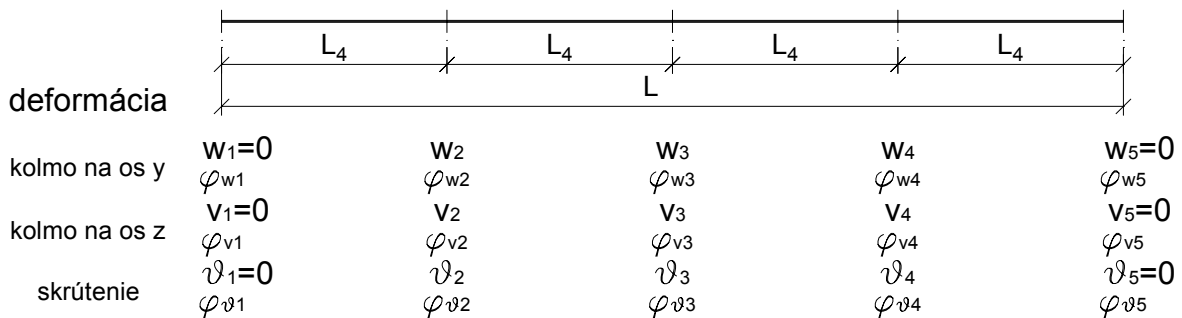 L₄ L₄ L₄ L₄
L
deformácia
kolmo na os y w₁=0 w₂ w₃ w₄ w₅=0
φw1 φw2 φw3 φw4 φw5
kolmo na os z v₁=0 v₂ v₃ v₄ v₅=0
φv1 φv2 φv3 φv4 φv5
skrútenie ϑ₁=0 ϑ₂ ϑ₃ ϑ₄ ϑ₅=0
φϑ1 φϑ2 φϑ3 φϑ4 φϑ5